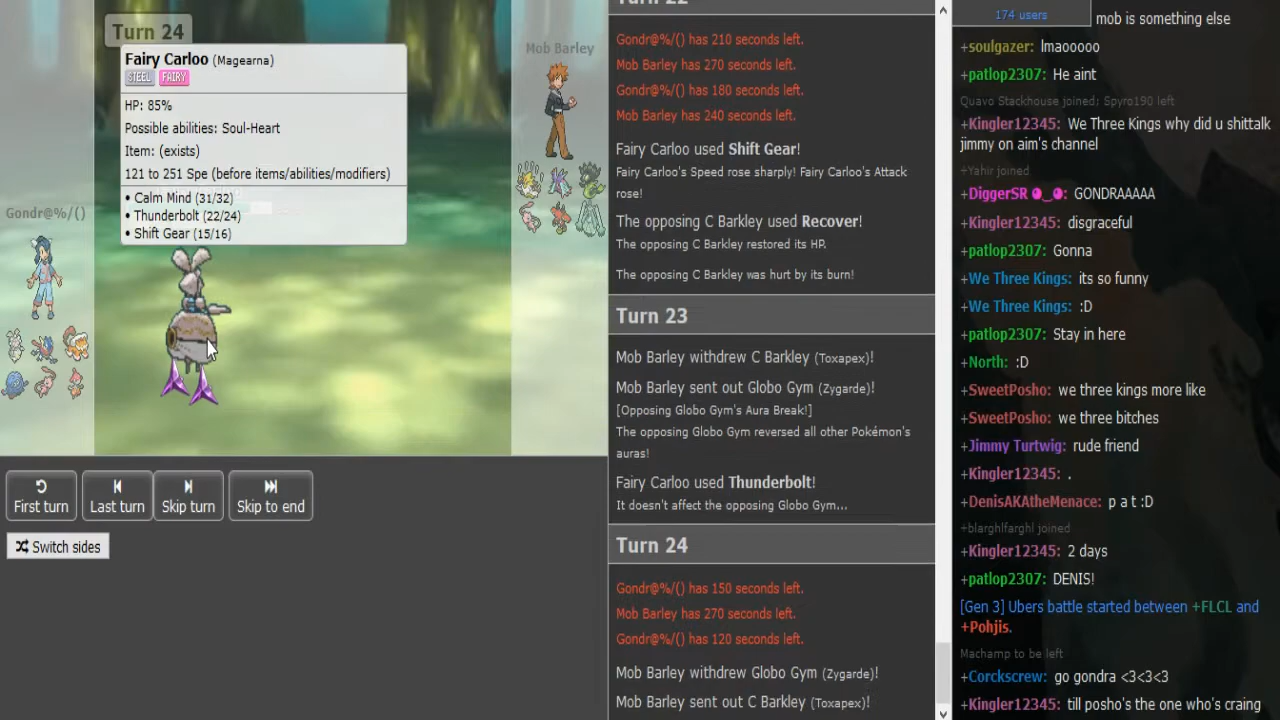 Turn 24
Fairy Carloo (Magearna)
STEEL FAIRY
HP: 85%
Possible abilities: Soul-Heart
Item: (exists)
121 to 251 Spe (before items/abilities/modifiers)
• Calm Mind (31/32)
• Thunderbolt (22/24)
• Shift Gear (15/16)
Gondr@%/()
Mob Barley
First turn
Last turn
Skip turn
Skip to end
Switch sides
Turn 22
Gondr@%/() has 210 seconds left.
Mob Barley has 270 seconds left.
Gondr@%/() has 180 seconds left.
Mob Barley has 240 seconds left.
Fairy Carloo used Shift Gear!
Fairy Carloo's Speed rose sharply! Fairy Carloo's Attack
rose!
The opposing C Barkley used Recover!
The opposing C Barkley restored its HP.
The opposing C Barkley was hurt by its burn!
Turn 23
Mob Barley withdrew C Barkley (Toxapex)!
Mob Barley sent out Globo Gym (Zygarde)!
[Opposing Globo Gym's Aura Break!]
The opposing Globo Gym reversed all other Pokémon's
auras!
Fairy Carloo used Thunderbolt!
It doesn't affect the opposing Globo Gym...
Turn 24
Gondr@%/() has 150 seconds left.
Mob Barley has 270 seconds left.
Gondr@%/() has 120 seconds left.
Mob Barley withdrew Globo Gym (Zygarde)!
Mob Barley sent out C Barkley (Toxapex)!
174 users
mob is something else
+soulgazer: lmaoooo
+patlop2307: He aint
Quavo Stackhouse joined; Spyro190 left
+Kingler12345: We Three Kings why did u shittalk
jimmy on aim's channel
+Yahir joined
+DiggerSR ◕‿◕: GONDRAAAAA
+Kingler12345: disgraceful
+patlop2307: Gonna
+We Three Kings: its so funny
+We Three Kings: :D
+patlop2307: Stay in here
+North: :D
+SweetPosho: we three kings more like
+SweetPosho: we three bitches
+Jimmy Turtwig: rude friend
+Kingler12345: .
+DenisAKAtheMenace: p a t :D
+blarghlfarghl joined
+Kingler12345: 2 days
+patlop2307: DENIS!
[Gen 3] Ubers battle started between +FLCL and
+Pohjis.
Machamp to be left
+Corckscrew: go gondra <3<3<3
+Kingler12345: till posho's the one who's craing